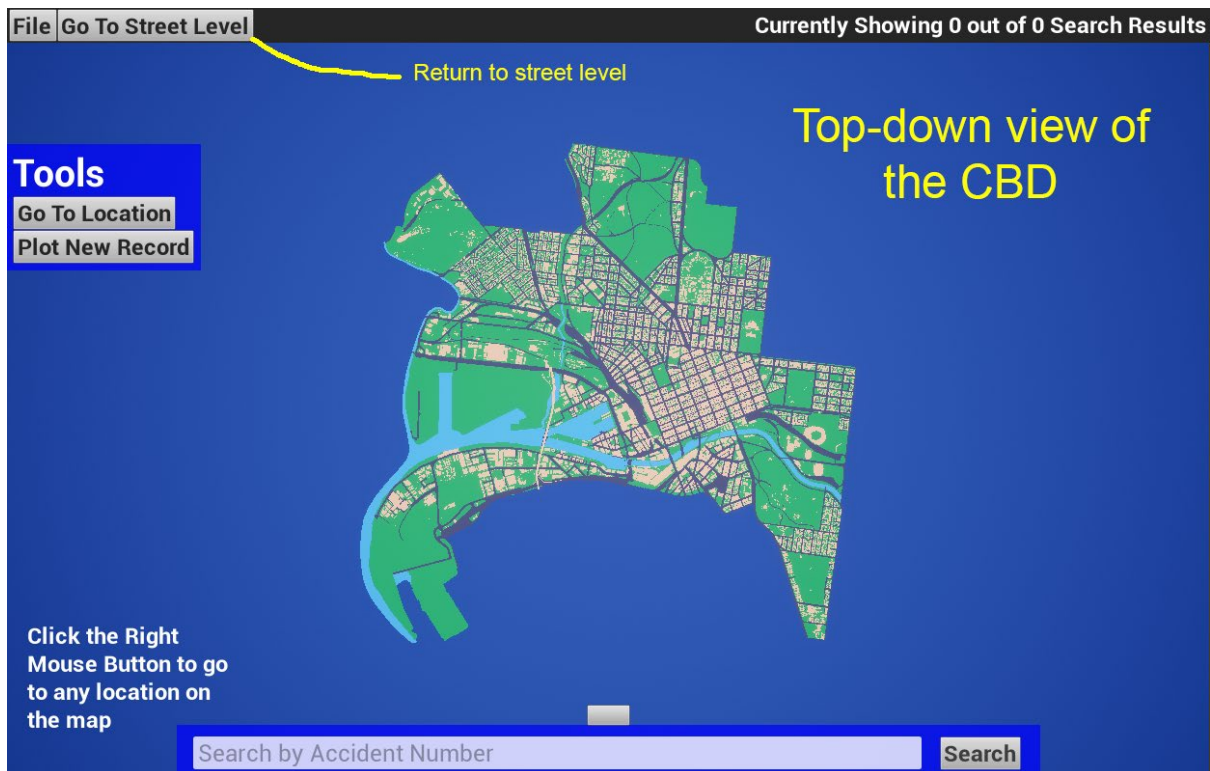 File Go To Street Level Currently Showing 0 out of 0 Search Results
Return to street level
Top-down view of
the CBD
Tools
Go To Location
Plot New Record
Click the Right
Mouse Button to go
to any location on
the map
Search by Accident Number Search